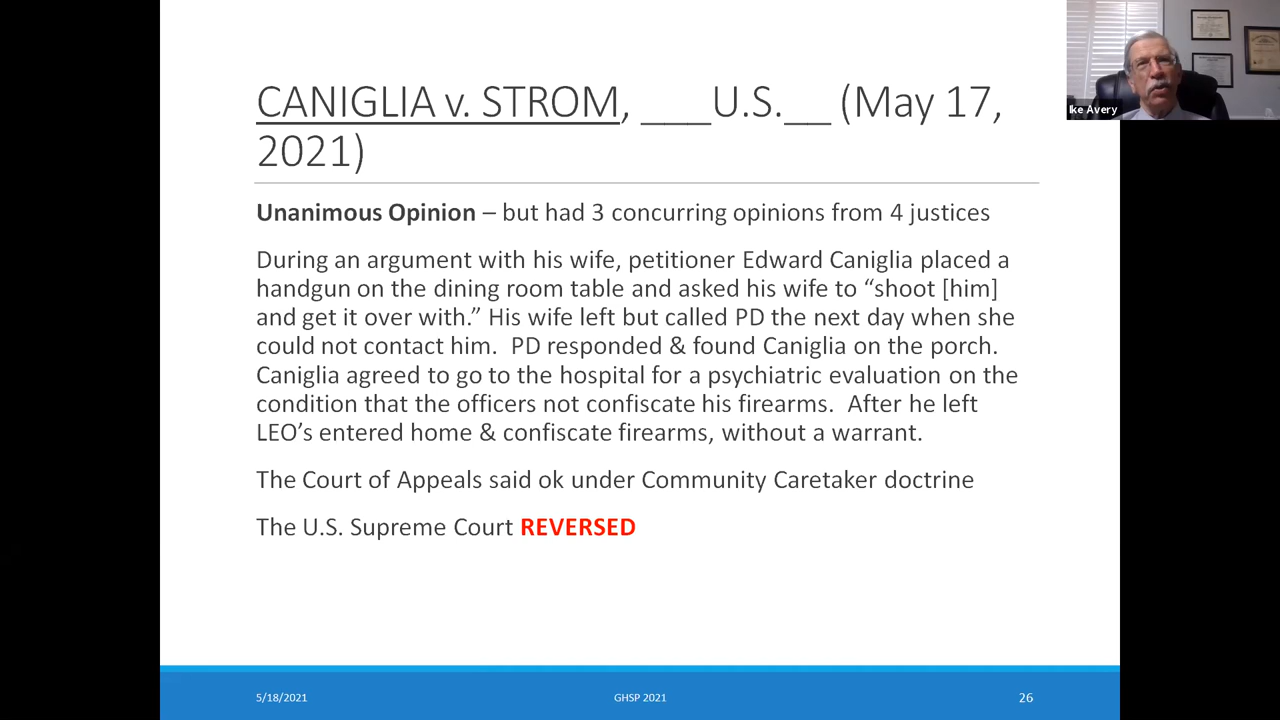 CANIGLIA v. STROM, ___U.S.__ (May 17,
2021)
Unanimous Opinion – but had 3 concurring opinions from 4 justices
During an argument with his wife, petitioner Edward Caniglia placed a
handgun on the dining room table and asked his wife to “shoot [him]
and get it over with.” His wife left but called PD the next day when she
could not contact him.  PD responded & found Caniglia on the porch.
Caniglia agreed to go to the hospital for a psychiatric evaluation on the
condition that the officers not confiscate his firearms.  After he left
LEO’s entered home & confiscate firearms, without a warrant.
The Court of Appeals said ok under Community Caretaker doctrine
The U.S. Supreme Court REVERSED
5/18/2021
GHSP 2021
26
Ike Avery